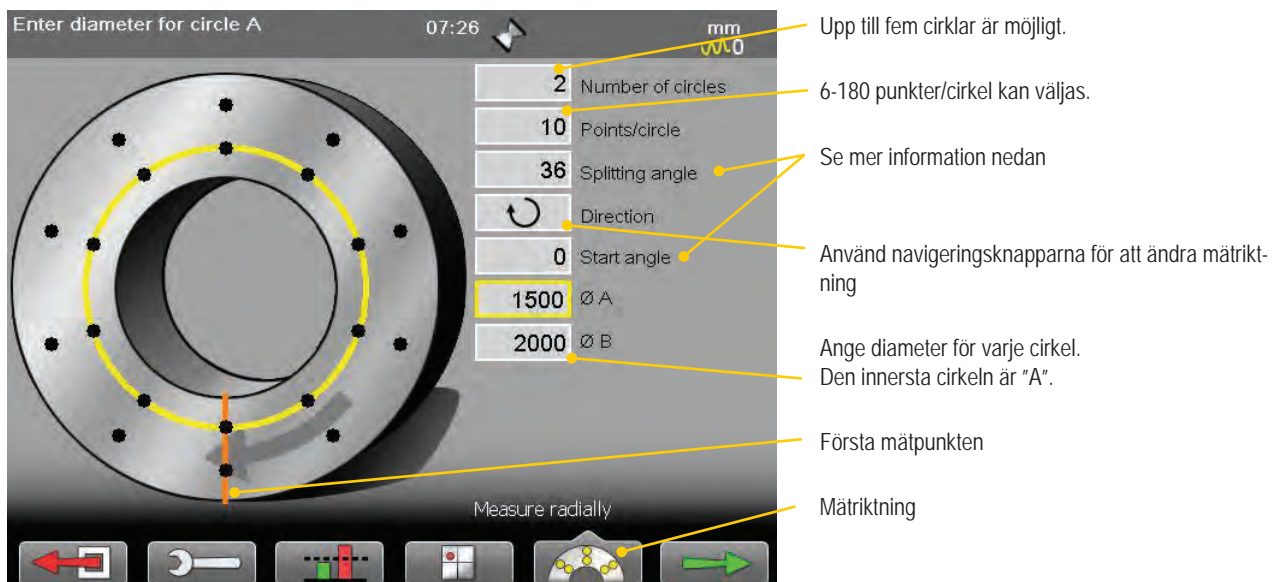 Enter diameter for circle A
07:26
mm
0
2 Number of circles
10 Points/circle
36 Splitting angle
Direction
0 Start angle
1500 Ø A
2000 Ø B
Measure radially
Upp till fem cirklar är möjligt.
6-180 punkter/cirkel kan väljas.
Se mer information nedan
Använd navigeringsknapparna för att ändra mätrikt-
ning
Ange diameter för varje cirkel.
Den innersta cirkeln är ”A”.
Första mätpunkten
Mätriktning